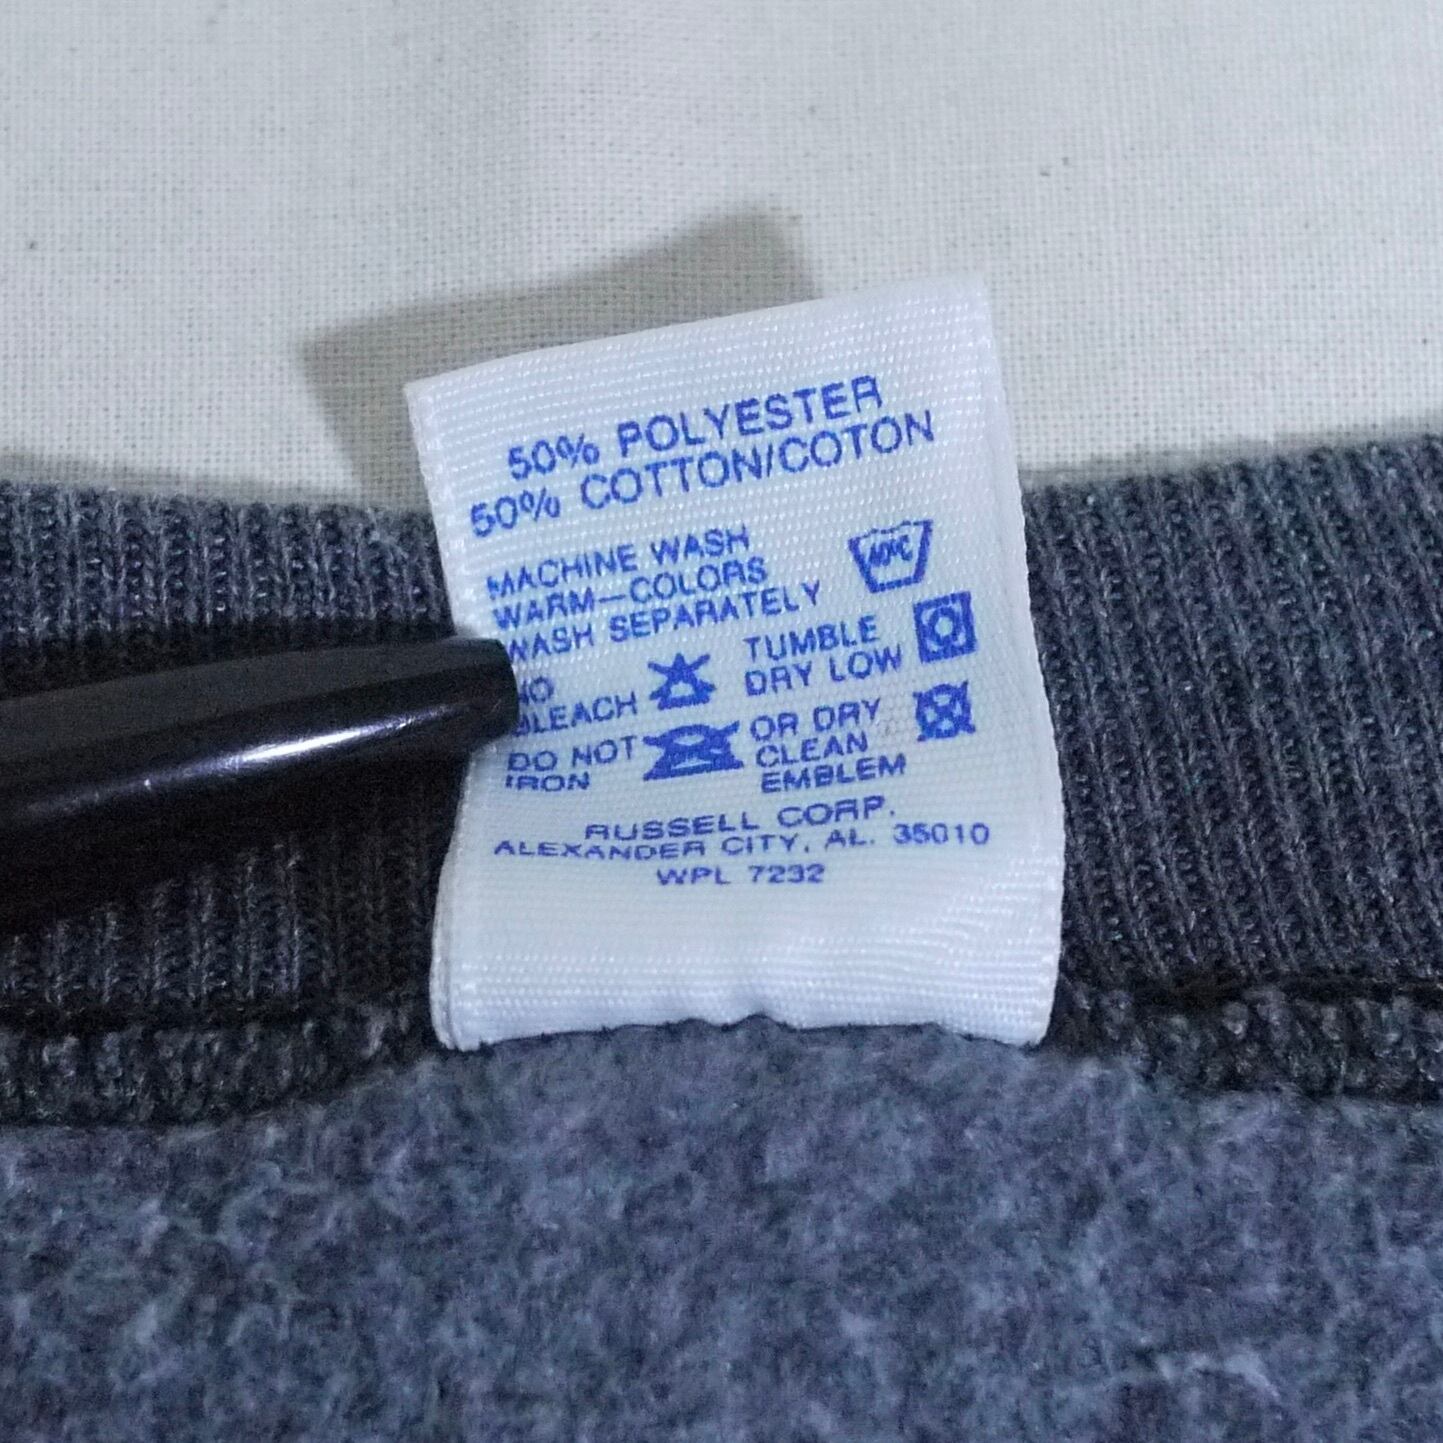 50% POLYESTER
50% COTTON/COTON
MACHINE WASH
WARM—COLORS
WASH SEPARATELY
40°C
NO
BLEACH
TUMBLE
DRY LOW
DO NOT
IRON
OR DRY
CLEAN
EMBLEM
RUSSELL CORP.
ALEXANDER CITY, AL. 35010
WPL 7232